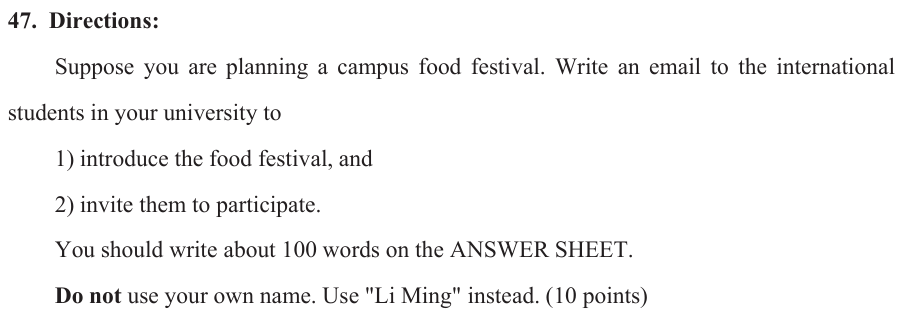 47. Directions:
Suppose you are planning a campus food festival. Write an email to the international
students in your university to
1) introduce the food festival, and
2) invite them to participate.
You should write about 100 words on the ANSWER SHEET.
Do not use your own name. Use "Li Ming" instead. (10 points)